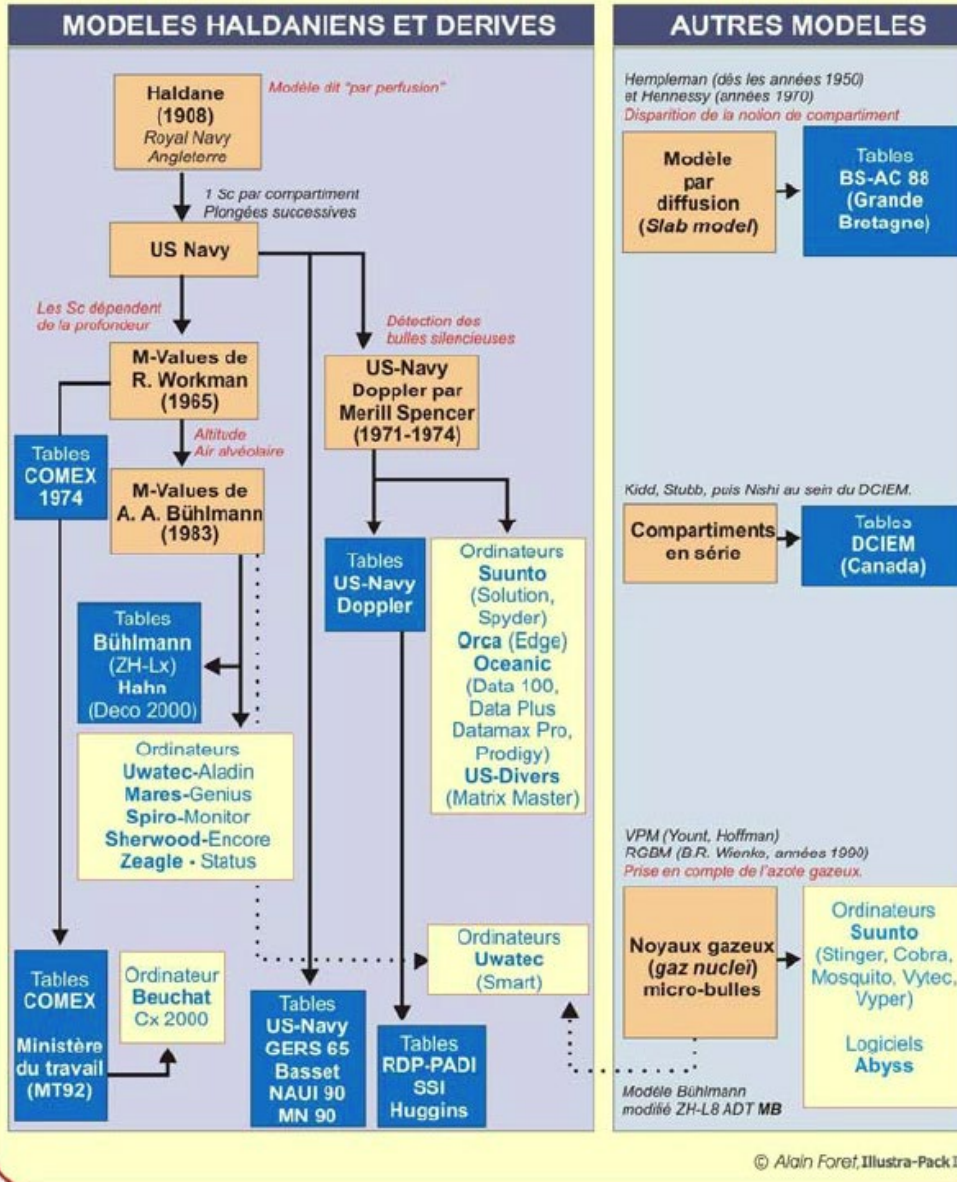 MODELES HALDANIENS ET DERIVES
Haldane
(1908)
Royal Navy
Angleterre
Modèle dit "par perfusion"
1 Sc par compartiment
Plongées successives
US Navy
Les Sc dépendent
de la profondeur
Détection des
bulles silencieuses
M-Values de
R. Workman
(1965)
US-Navy
Doppler par
Merill Spencer
(1971-1974)
Altitude
Air alvéolaire
Tables
COMEX
1974
M-Values de
A. A. Bühlmann
(1983)
Tables
US-Navy
Doppler
Ordinateurs
Suunto
(Solution,
Spyder)
Orca (Edge)
Oceanic
(Data 100,
Data Plus
Datamax Pro,
Prodigy)
US-Divers
(Matrix Master)
Tables
Bühlmann
(ZH-Lx)
Hahn
(Deco 2000)
Ordinateurs
Uwatec-Aladin
Mares-Genius
Spiro-Monitor
Sherwood-Encore
Zeagle - Status
Ordinateurs
Uwatec
(Smart)
Tables
COMEX
Ministère
du travail
(MT92)
Ordinateur
Beuchat
Cx 2000
Tables
US-Navy
GERS 65
Basset
NAUI 90
MN 90
Tables
RDP-PADI
SSI
Huggins
AUTRES MODELES
Hempleman (dès les années 1950)
et Hennessy (années 1970)
Disparition de la notion de compartiment
Modèle
par
diffusion
(Slab model)
Tables
BS-AC 88
(Grande
Bretagne)
Kidd, Stubb, puis Nishi au sein du DCIEM.
Compartiments
en série
Tables
DCIEM
(Canada)
VPM (Yount, Hoffman)
RGBM (B.R. Wienke, années 1990)
Prise en compte de l'azote gazeux.
Noyaux gazeux
(gaz nucleï)
micro-bulles
Ordinateurs
Suunto
(Stinger, Cobra,
Mosquito, Vytec,
Vyper)
Logiciels
Abyss
Modèle Bühlmann
modifié ZH-L8 ADT MB
© Alain Foret, Illustra-Pack I